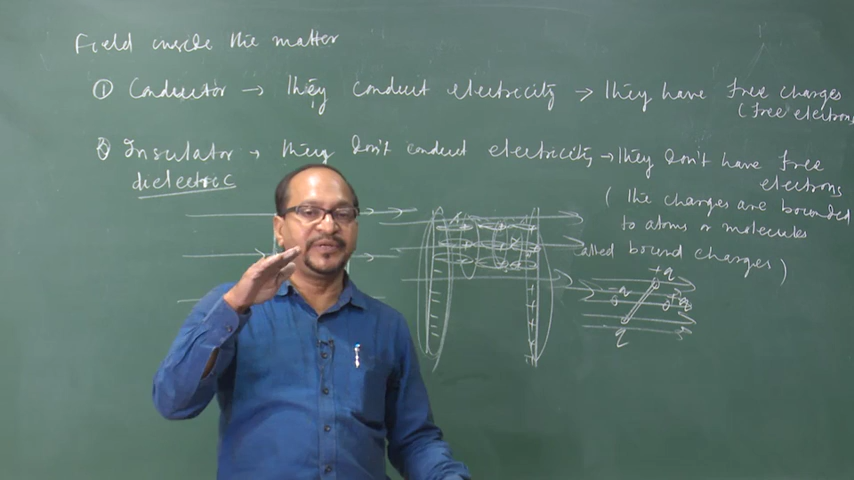 Field inside the matter
① Conductor → They conduct electricity → They have free charges
(free electrons
② Insulator → They Don't conduct electricity → They Don't have free
dielectric
electrons
( The charges are bounded
to atoms or molecules
called bound charges )
+q
-q
+q
q